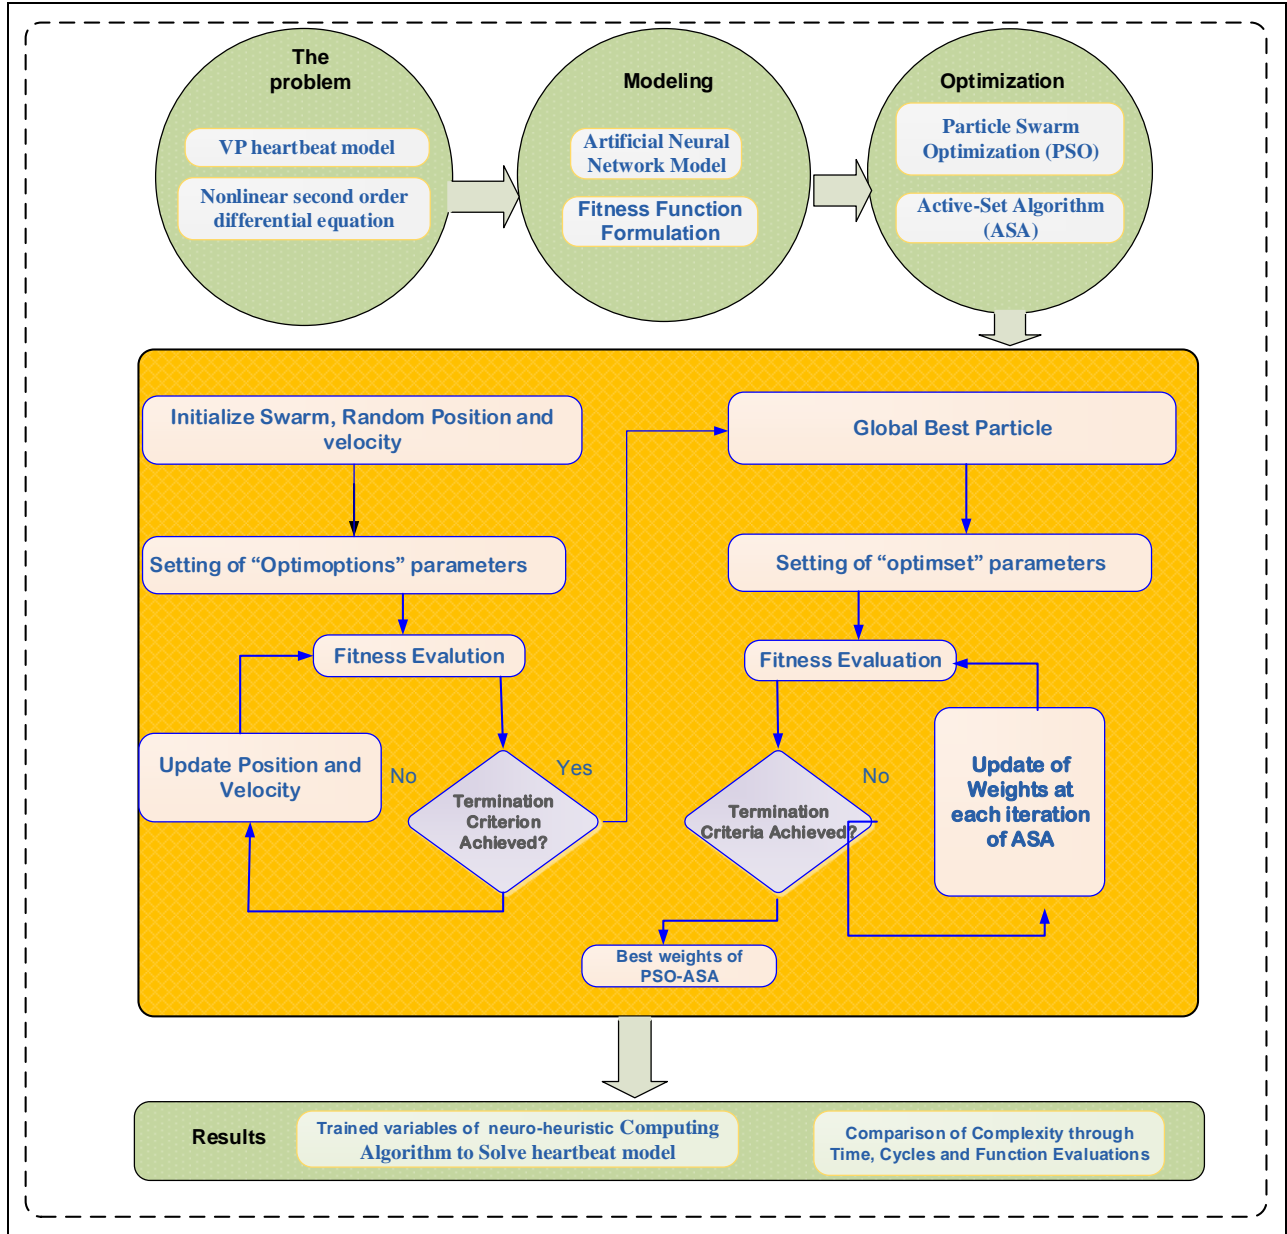 The
problem
VP heartbeat model
Nonlinear second order
differential equation
Modeling
Artificial Neural
Network Model
Fitness Function
Formulation
Optimization
Particle Swarm
Optimization (PSO)
Active-Set Algorithm
(ASA)
Initialize Swarm, Random Position and
velocity
Setting of “Optimoptions” parameters
Fitness Evalution
Update Position and
Velocity
No
Termination
Criterion
Achieved?
Yes
Global Best Particle
Setting of “optimset” parameters
Fitness Evaluation
Termination
Criteria Achieved?
No
Update of
Weights at
each iteration
of ASA
Best weights of
PSO-ASA
Results
Trained variables of neuro-heuristic Computing
Algorithm to Solve heartbeat model
Comparison of Complexity through
Time, Cycles and Function Evaluations